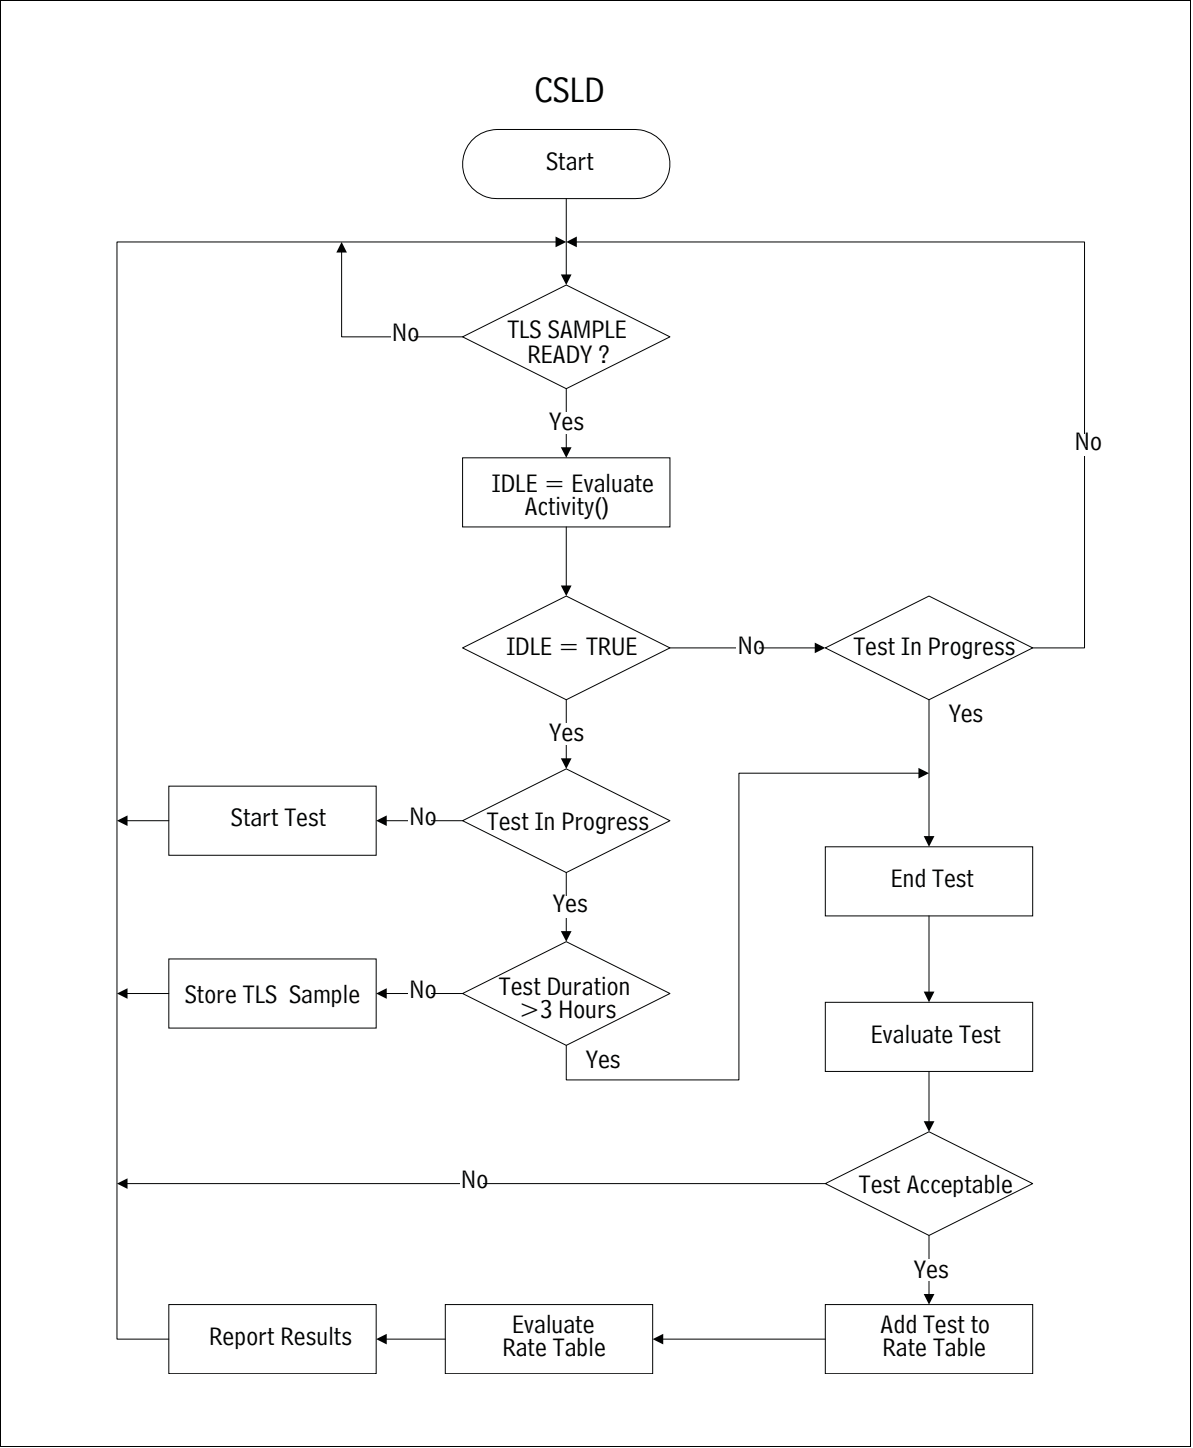 CSLD
Start
No
TLS SAMPLE
READY ?
Yes
No
IDLE = Evaluate
Activity()
IDLE = TRUE
No
Test In Progress
Yes
Yes
Start Test
No
Test In Progress
End Test
Yes
Store TLS Sample
No
Test Duration
>3 Hours
Yes
Evaluate Test
No
Test Acceptable
Yes
Report Results
Evaluate
Rate Table
Add Test to
Rate Table